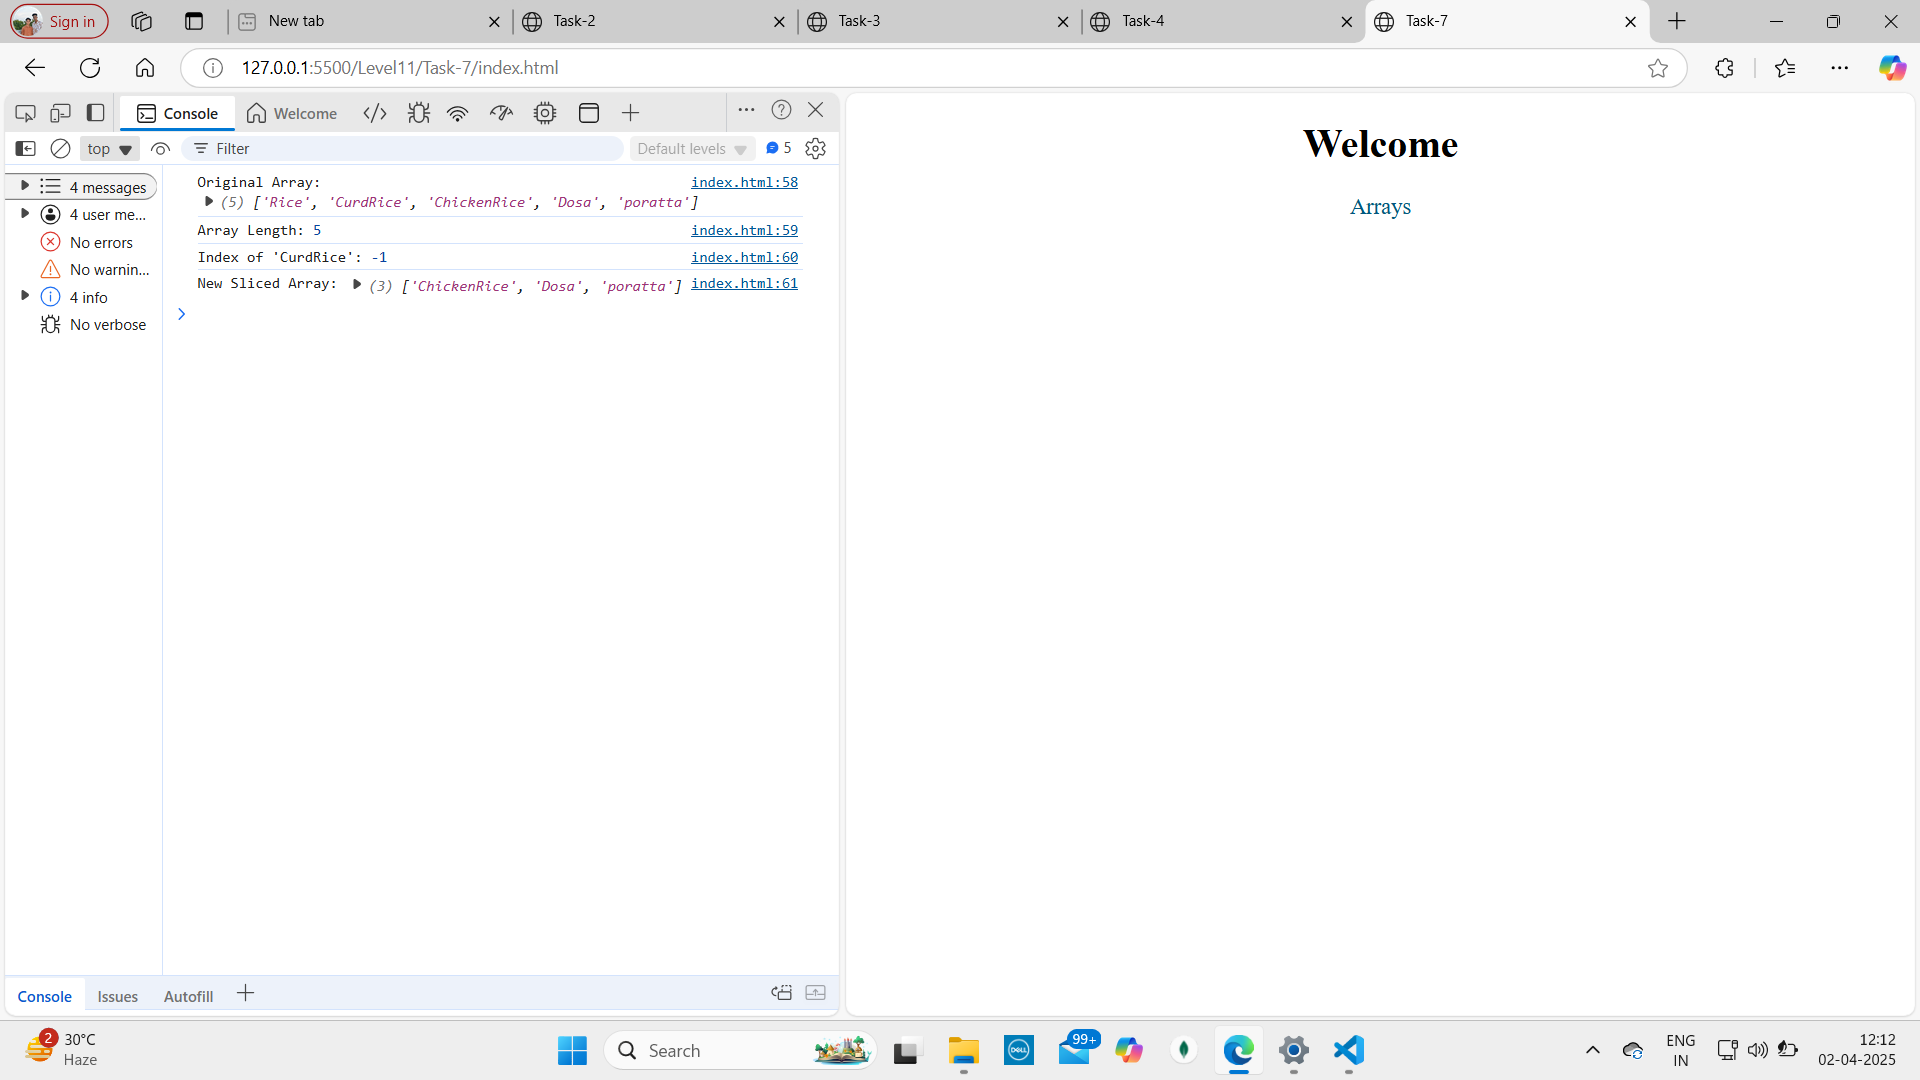 Sign in
New tab
Task-2
Task-3
Task-4
Task-7
127.0.0.1:5500/Level11/Task-7/index.html
Console
Welcome
top
Filter
Default levels
5
4 messages
4 user me...
No errors
No warnin...
4 info
No verbose
Original Array: index.html:58
(5) ['Rice', 'CurdRice', 'ChickenRice', 'Dosa', 'poratta']
Array Length: 5 index.html:59
Index of 'CurdRice': -1 index.html:60
New Sliced Array: (3) ['ChickenRice', 'Dosa', 'poratta'] index.html:61
Welcome
Arrays
Console
Issues
Autofill
2
30°C
Haze
Search
DELL
99+
ENG
IN
12:12
02-04-2025